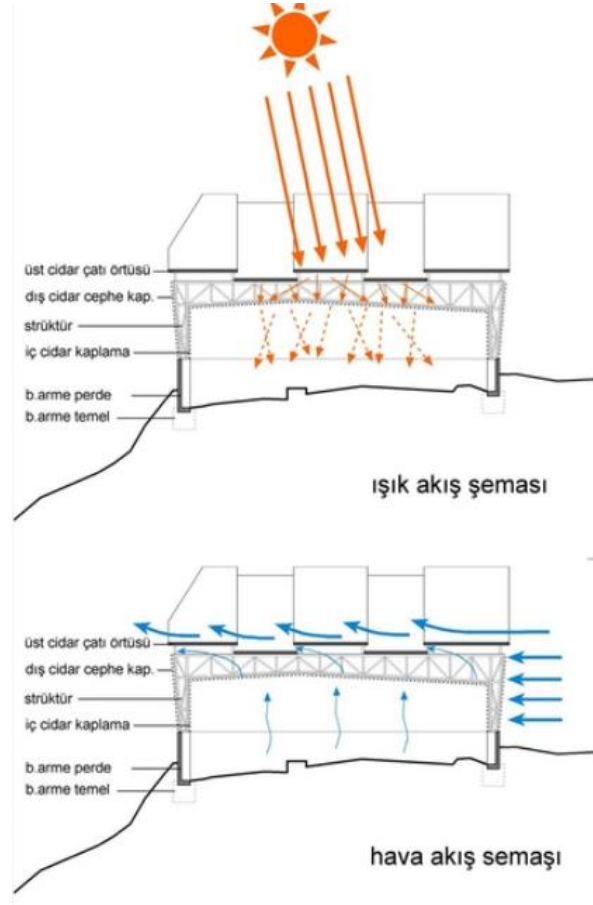 üst cidar çatı örtüsü
dış cidar cephe kap.
strüktür
iç cidar kaplama
b.arme perde
b.arme temel
ışık akış şeması
üst cidar çatı örtüsü
dış cidar cephe kap.
strüktür
iç cidar kaplama
b.arme perde
b.arme temel
hava akış semaşı